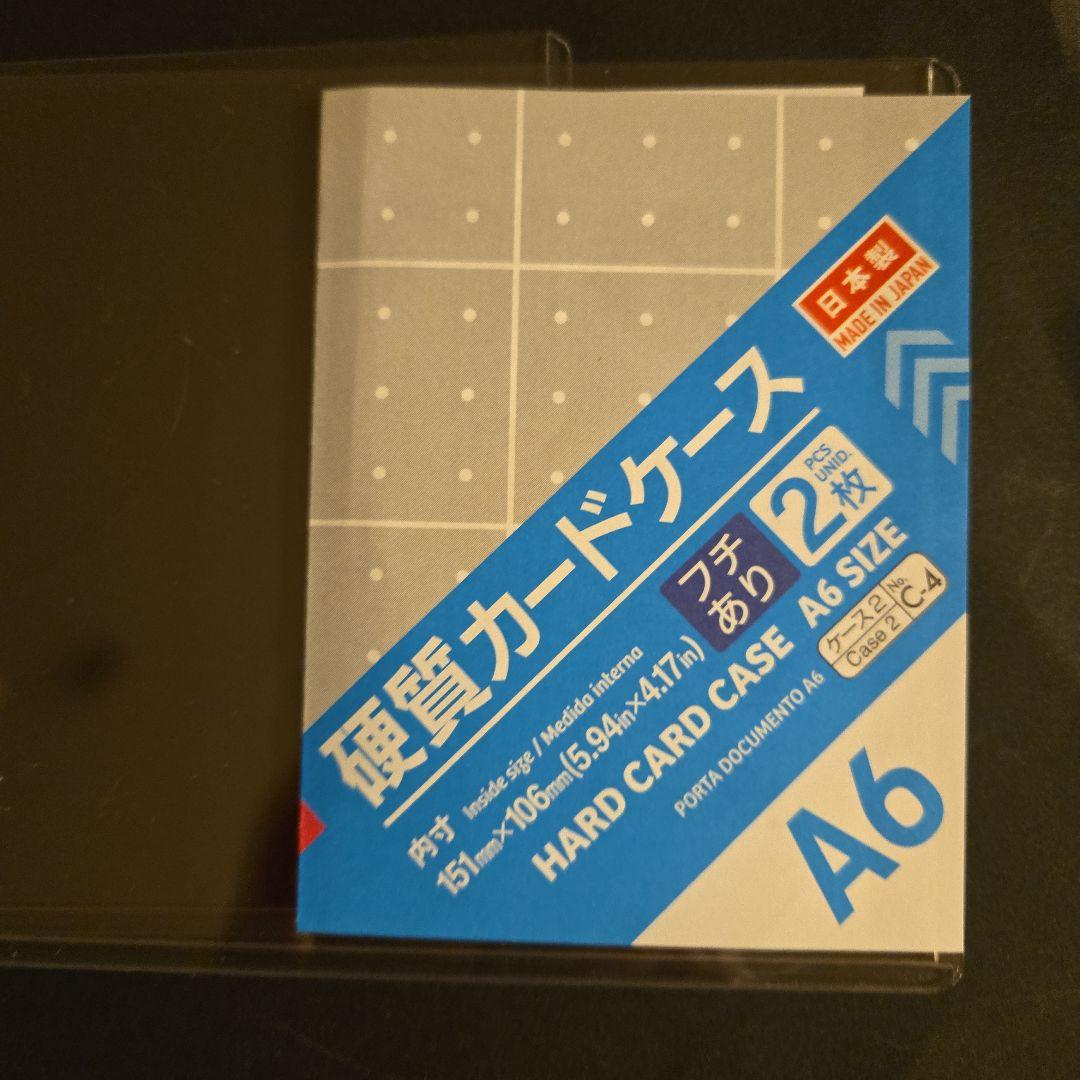 日本製
MADE IN JAPAN
硬質カードケース
2枚
PCS
UNID.
フチ
あり
内寸 Inside size / Medida interna
151mm×106mm(5.94in×4.17in)
HARD CARD CASE A6 SIZE
PORTA DOCUMENTO A6
ケース2
Case 2
No.
C-4
A6